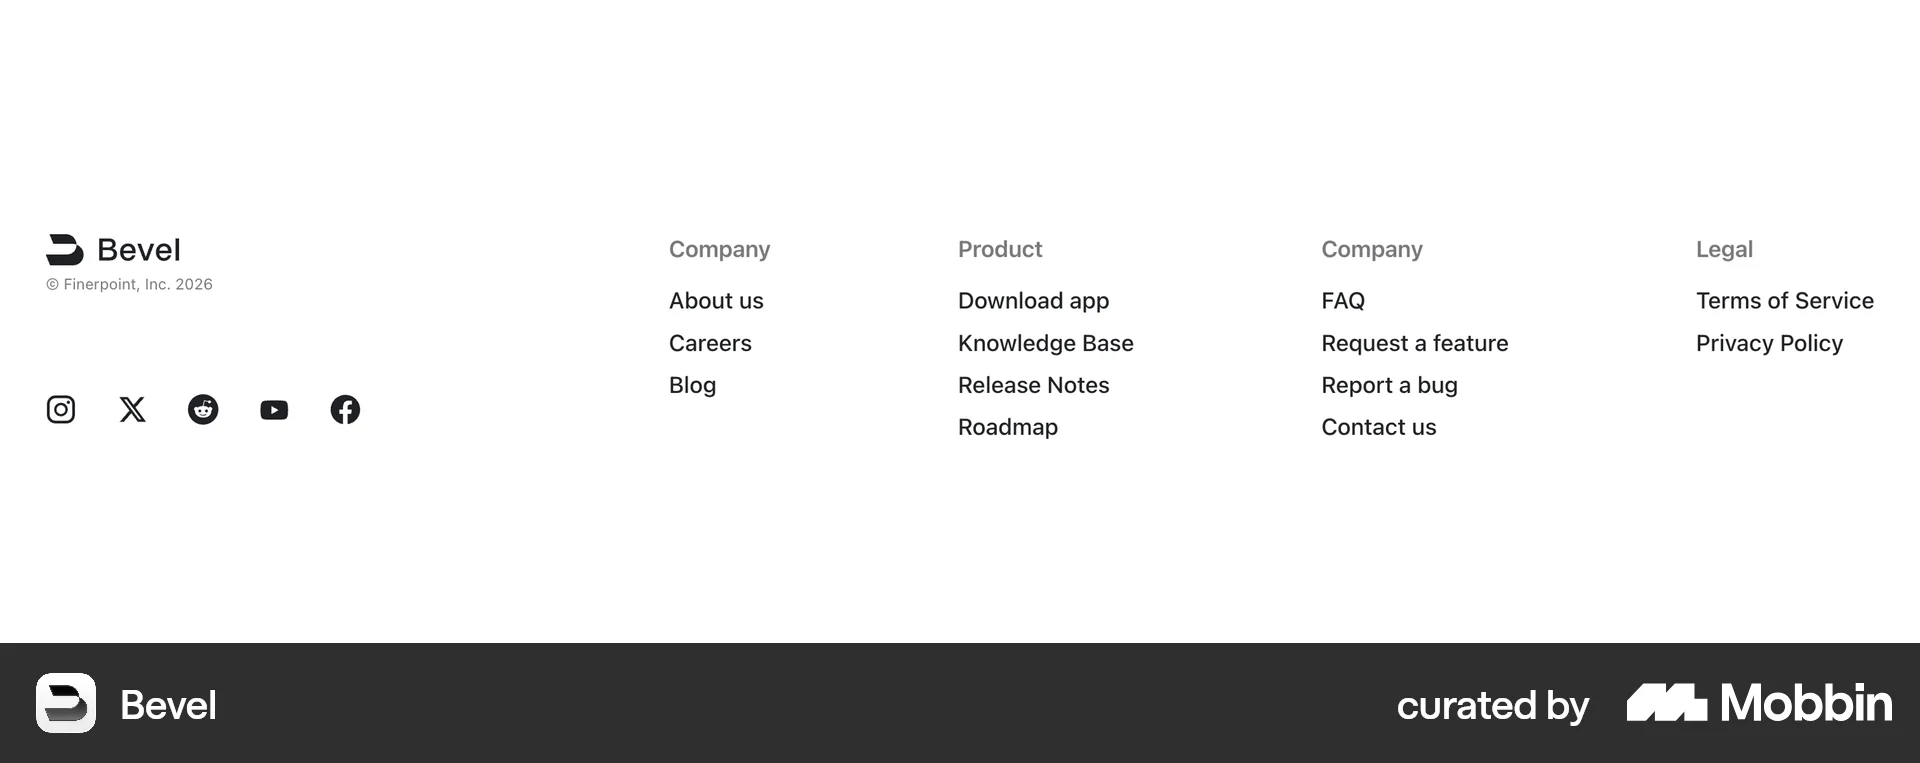 Bevel
© Finerpoint, Inc. 2026
Company
About us
Careers
Blog
Product
Download app
Knowledge Base
Release Notes
Roadmap
Company
FAQ
Request a feature
Report a bug
Contact us
Legal
Terms of Service
Privacy Policy
Bevel
curated by Mobbin